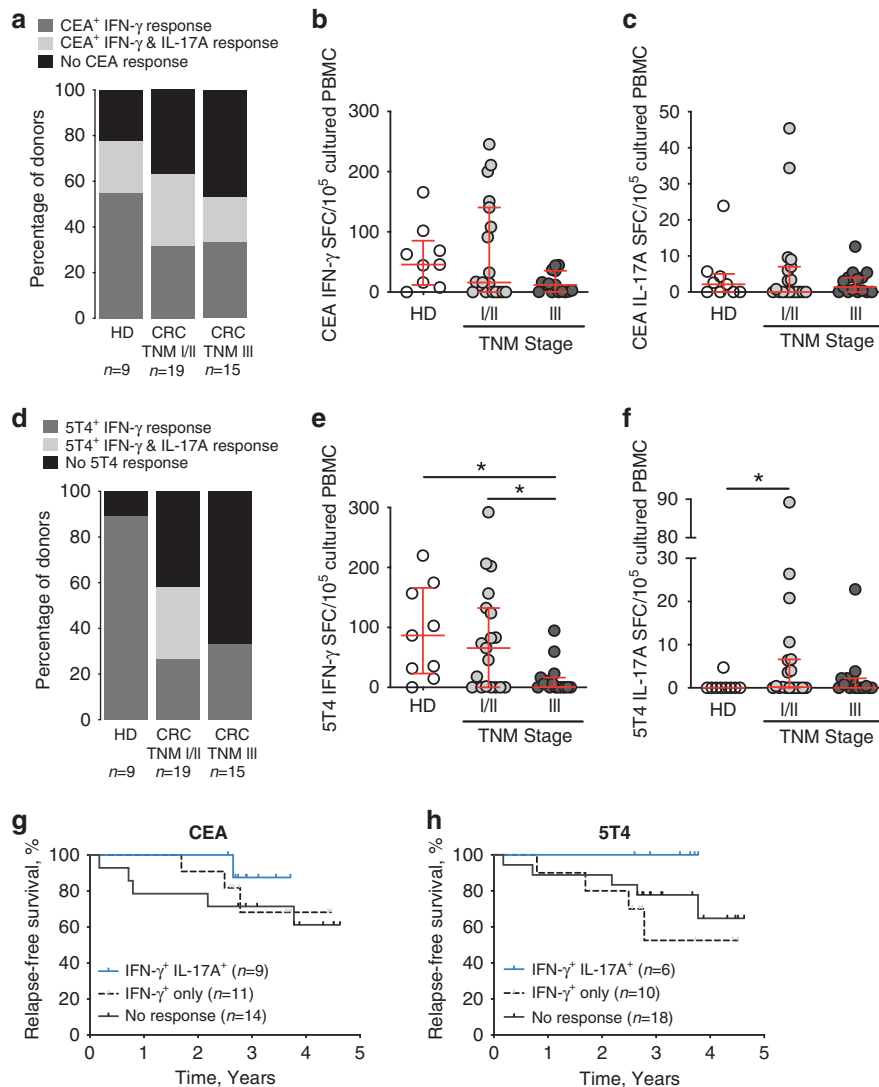 a
CEA⁺ IFN-γ response
CEA⁺ IFN-γ & IL-17A response
No CEA response
Percentage of donors
100
80
60
40
20
0
HD CRC CRC
TNM I/II TNM III
n=9 n=19 n=15
b
CEA IFN-γ SFC/10⁵ cultured PBMC
300
200
100
0
HD I/II III
TNM Stage
c
CEA IL-17A SFC/10⁵ cultured PBMC
50
40
30
20
10
0
HD I/II III
TNM Stage
d
5T4⁺ IFN-γ response
5T4⁺ IFN-γ & IL-17A response
No 5T4 response
Percentage of donors
100
80
60
40
20
0
HD CRC CRC
TNM I/II TNM III
n=9 n=19 n=15
e
5T4 IFN-γ SFC/10⁵ cultured PBMC
*
*
300
200
100
0
HD I/II III
TNM Stage
f
5T4 IL-17A SFC/10⁵ cultured PBMC
*
90
60
30
20
10
0
HD I/II III
TNM Stage
g
CEA
Relapse-free survival, %
100
80
60
40
20
0
IFN-γ⁺ IL-17A⁺ (n=9)
IFN-γ⁺ only (n=11)
No response (n=14)
0 1 2 3 4 5
Time, Years
h
5T4
Relapse-free survival, %
100
80
60
40
20
0
IFN-γ⁺ IL-17A⁺ (n=6)
IFN-γ⁺ only (n=10)
No response (n=18)
0 1 2 3 4 5
Time, Years